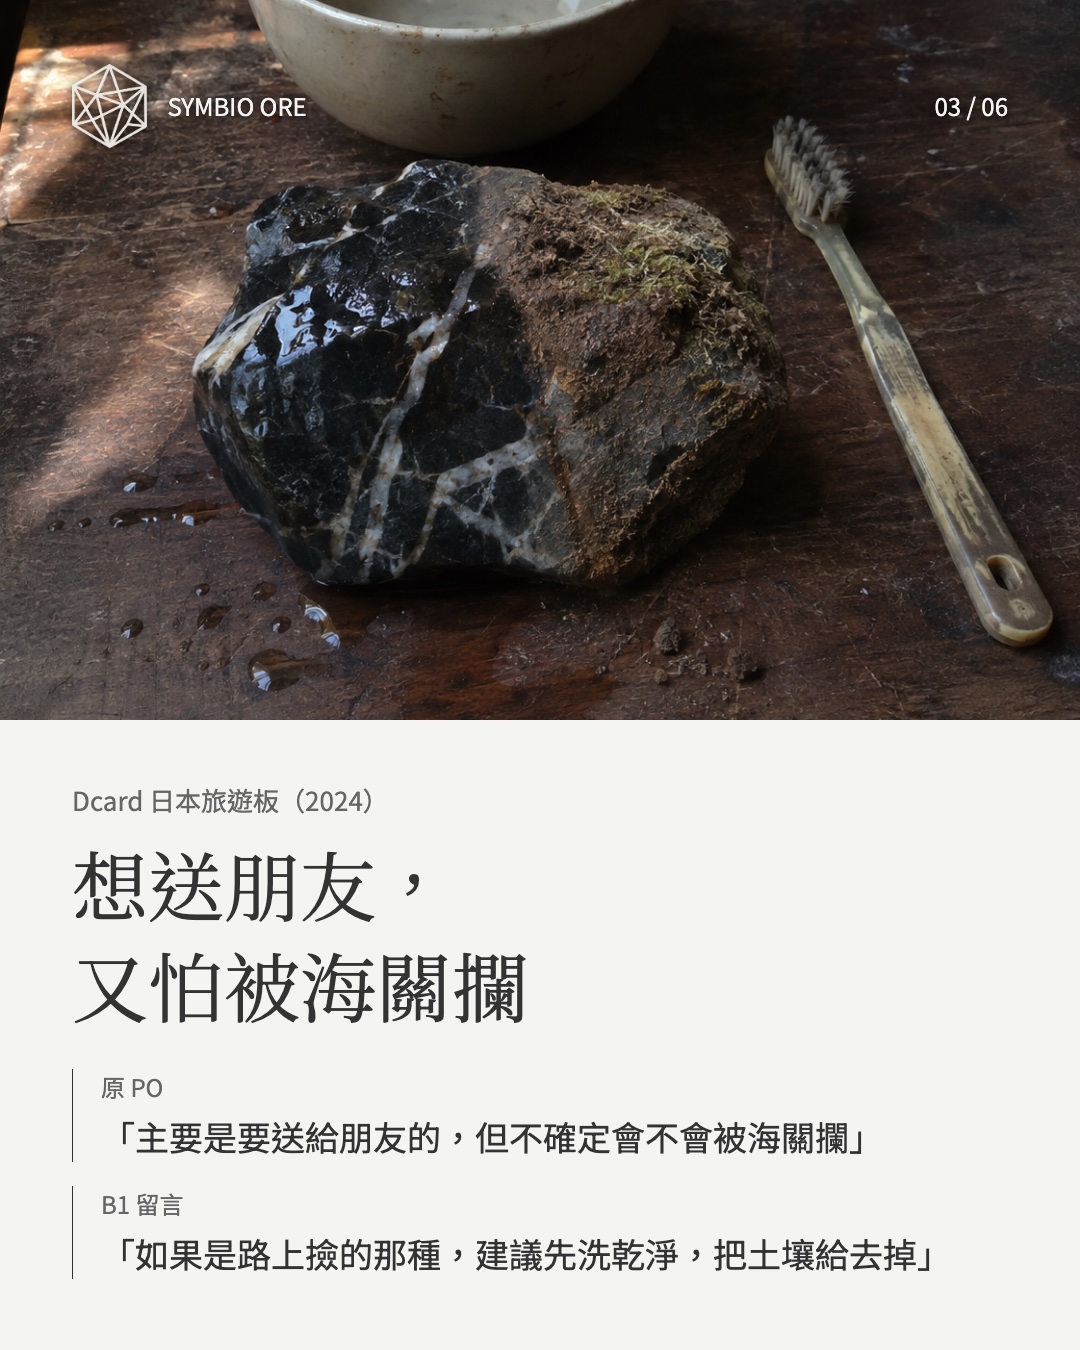 SYMBIO ORE
03 / 06
Dcard 日本旅遊板（2024）
想送朋友，
又怕被海關攔
原 PO
「主要是要送給朋友的，但不確定會不會被海關攔」
B1 留言
「如果是路上撿的那種，建議先洗乾淨，把土壤給去掉」